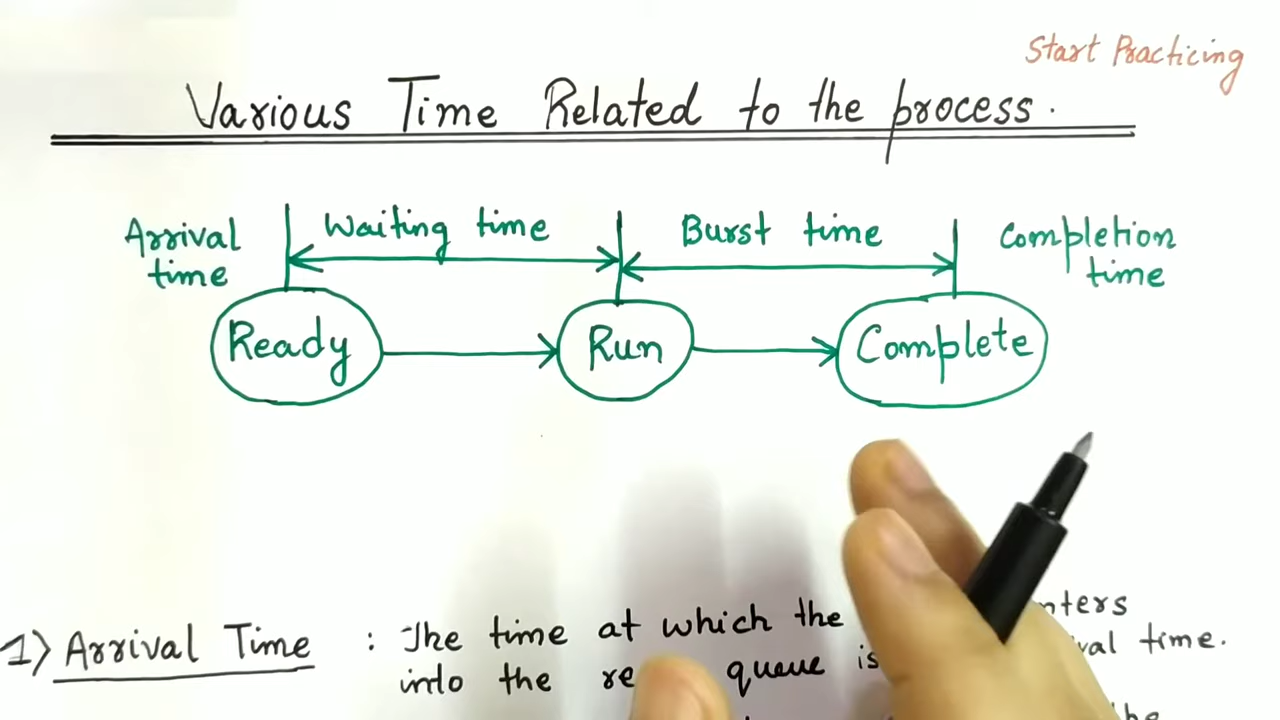 Start Practicing
Various Time Related to the process.
Arrival
time
Waiting time
Burst time
Completion
time
Ready
Run
Complete
1) Arrival Time : The time at which the
into the queue is time.